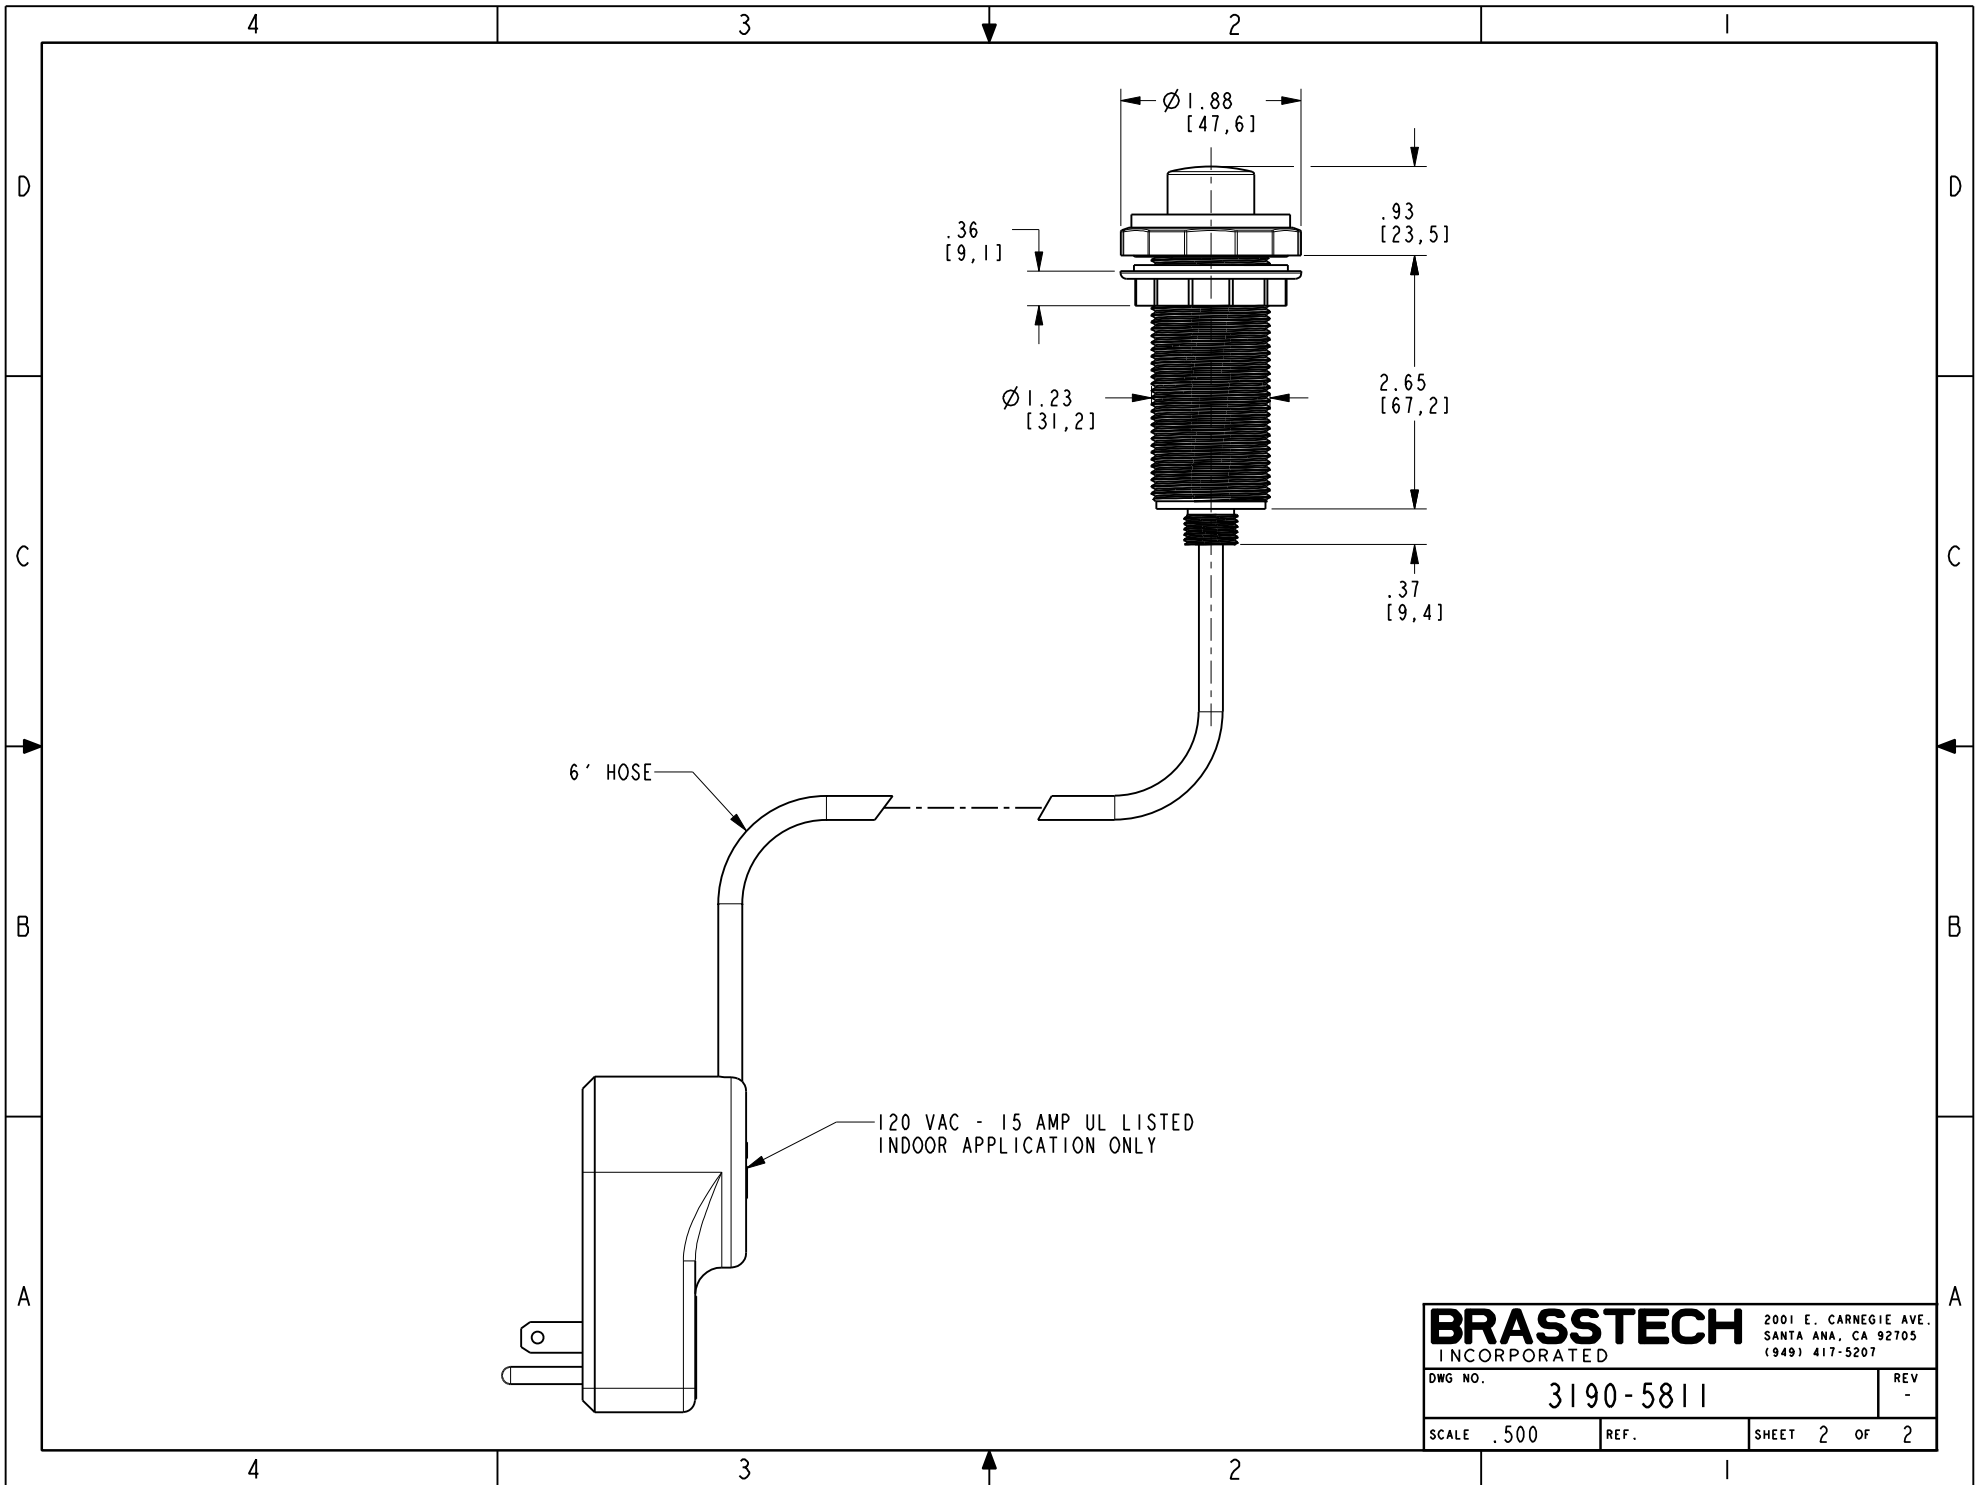 4 3 2 1
D
D
C
C
B
B
A
A
4 3 2 1
Ø1.88
[47,6]
.93
[23,5]
.36
[9,1]
Ø1.23
[31,2]
2.65
[67,2]
.37
[9,4]
6' HOSE
120 VAC - 15 AMP UL LISTED
INDOOR APPLICATION ONLY
BRASSTECH
INCORPORATED
2001 E. CARNEGIE AVE.
SANTA ANA, CA 92705
(949) 417-5207
DWG NO.
3190-5811
REV
-
SCALE .500
REF.
SHEET 2 OF 2